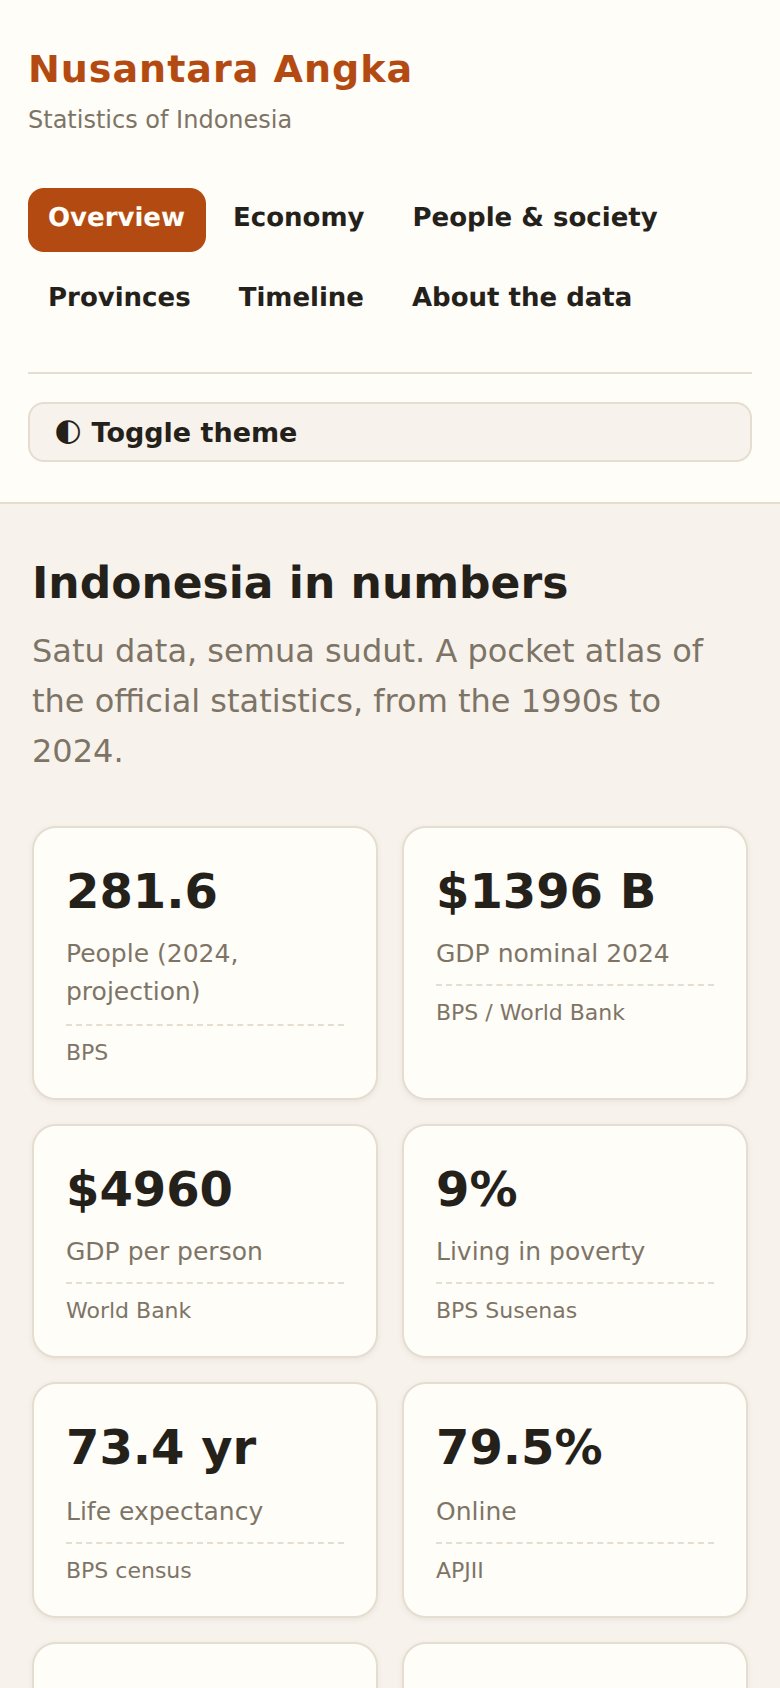 Nusantara Angka
Statistics of Indonesia
Overview
Economy
People & society
Provinces
Timeline
About the data
Toggle theme
Indonesia in numbers
Satu data, semua sudut. A pocket atlas of
the official statistics, from the 1990s to
2024.
281.6
People (2024,
projection)
BPS
$1396 B
GDP nominal 2024
BPS / World Bank
$4960
GDP per person
World Bank
9%
Living in poverty
BPS Susenas
73.4 yr
Life expectancy
BPS census
79.5%
Online
APJII